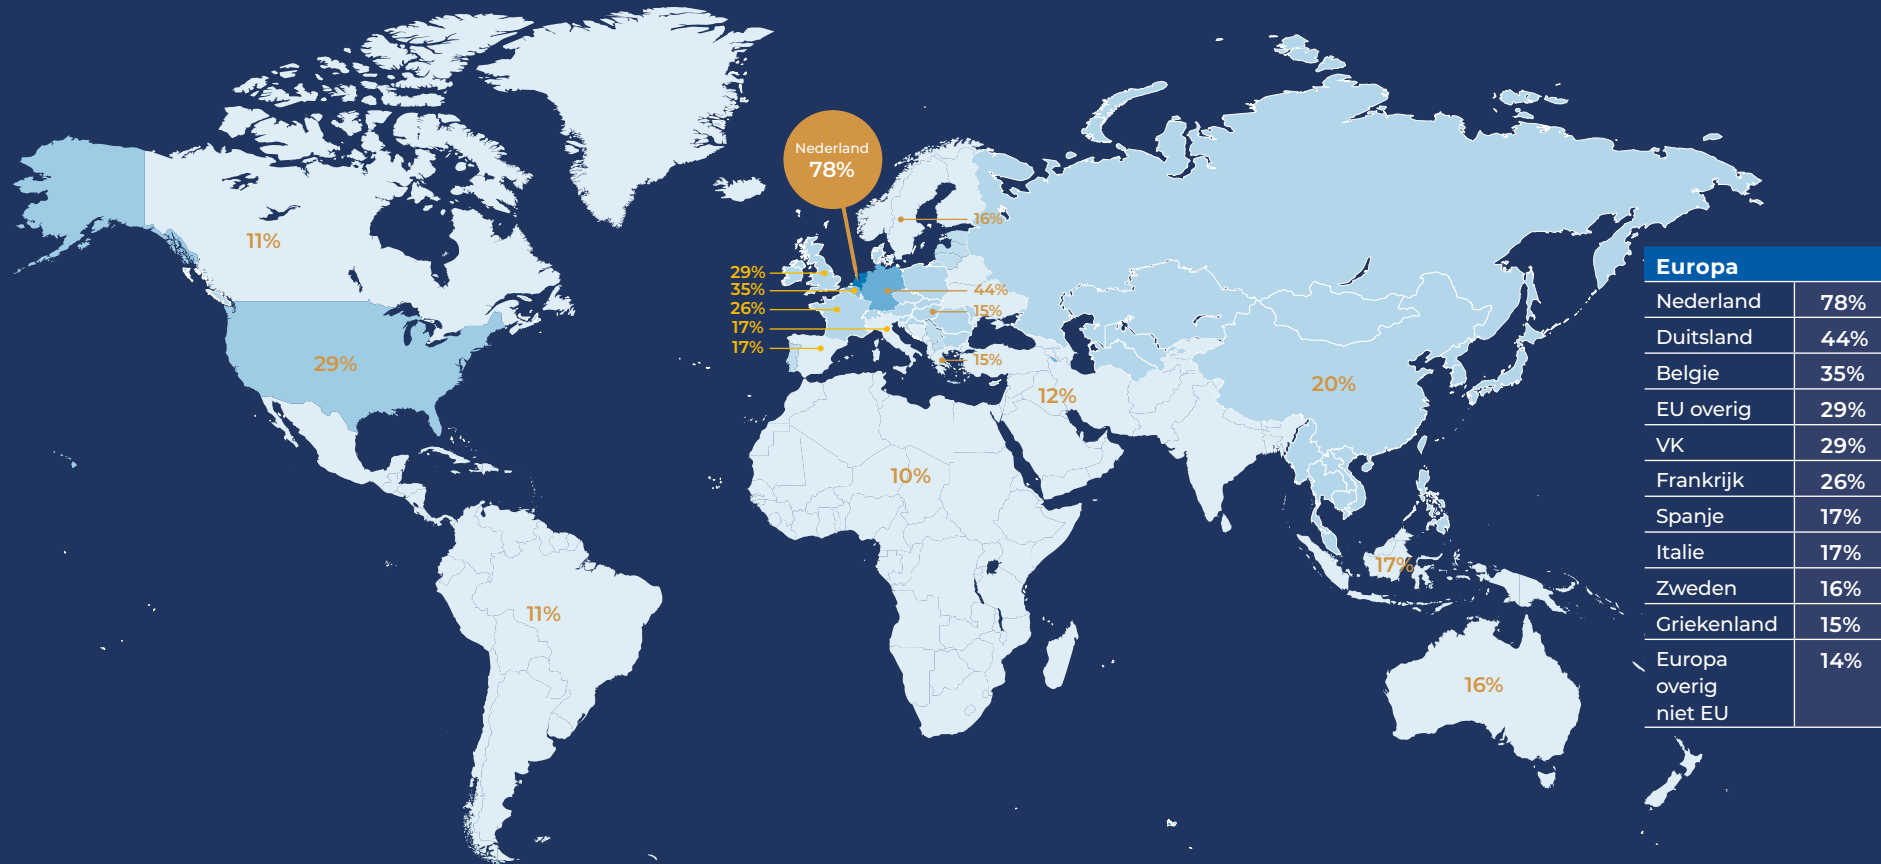 Nederland
78%
16%
11%
29%
35%
44%
26%
15%
17%
17%
15%
29%
20%
12%
10%
17%
11%
16%
Europa
Nederland 78%
Duitsland 44%
Belgie 35%
EU overig 29%
VK 29%
Frankrijk 26%
Spanje 17%
Italie 17%
Zweden 16%
Griekenland 15%
Europa 14%
overig
niet EU